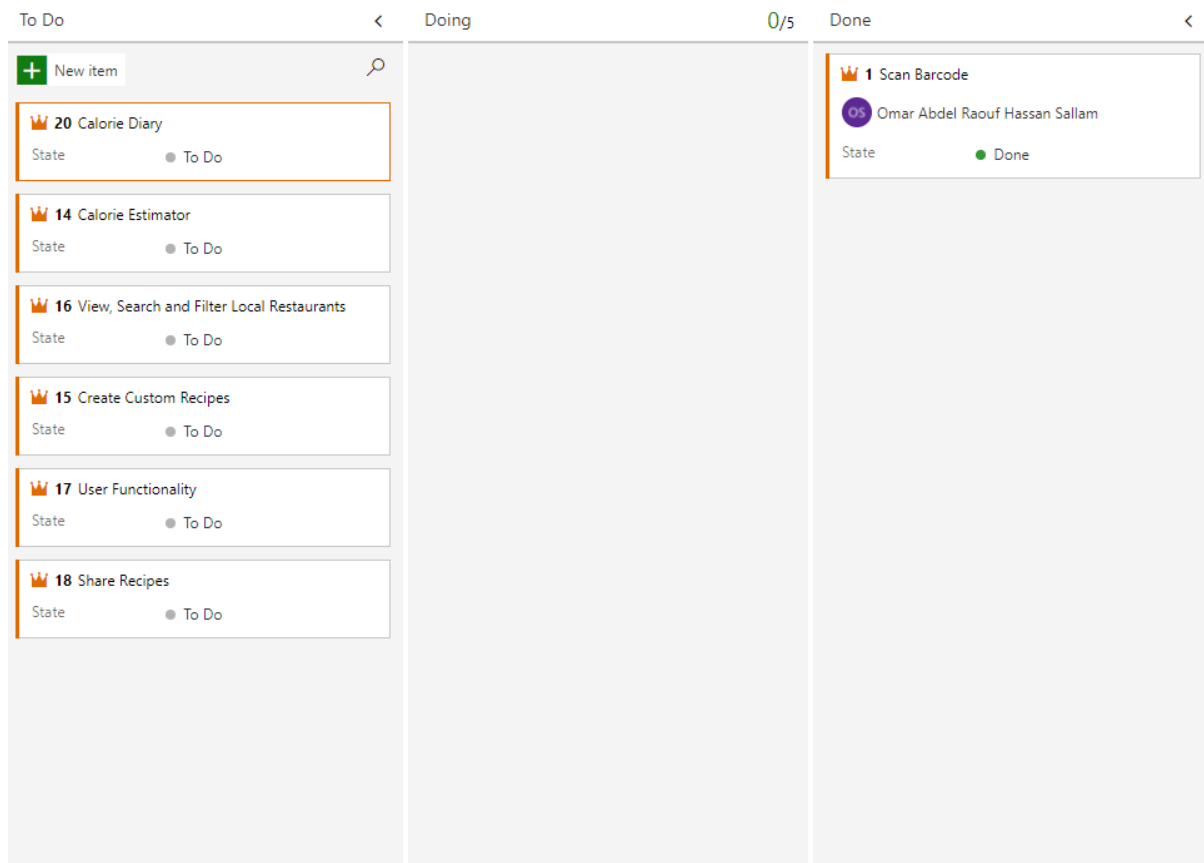 To Do
New item
20 Calorie Diary
State To Do
14 Calorie Estimator
State To Do
16 View, Search and Filter Local Restaurants
State To Do
15 Create Custom Recipes
State To Do
17 User Functionality
State To Do
18 Share Recipes
State To Do
Doing 0/5
Done
1 Scan Barcode
OS Omar Abdel Raouf Hassan Sallam
State Done